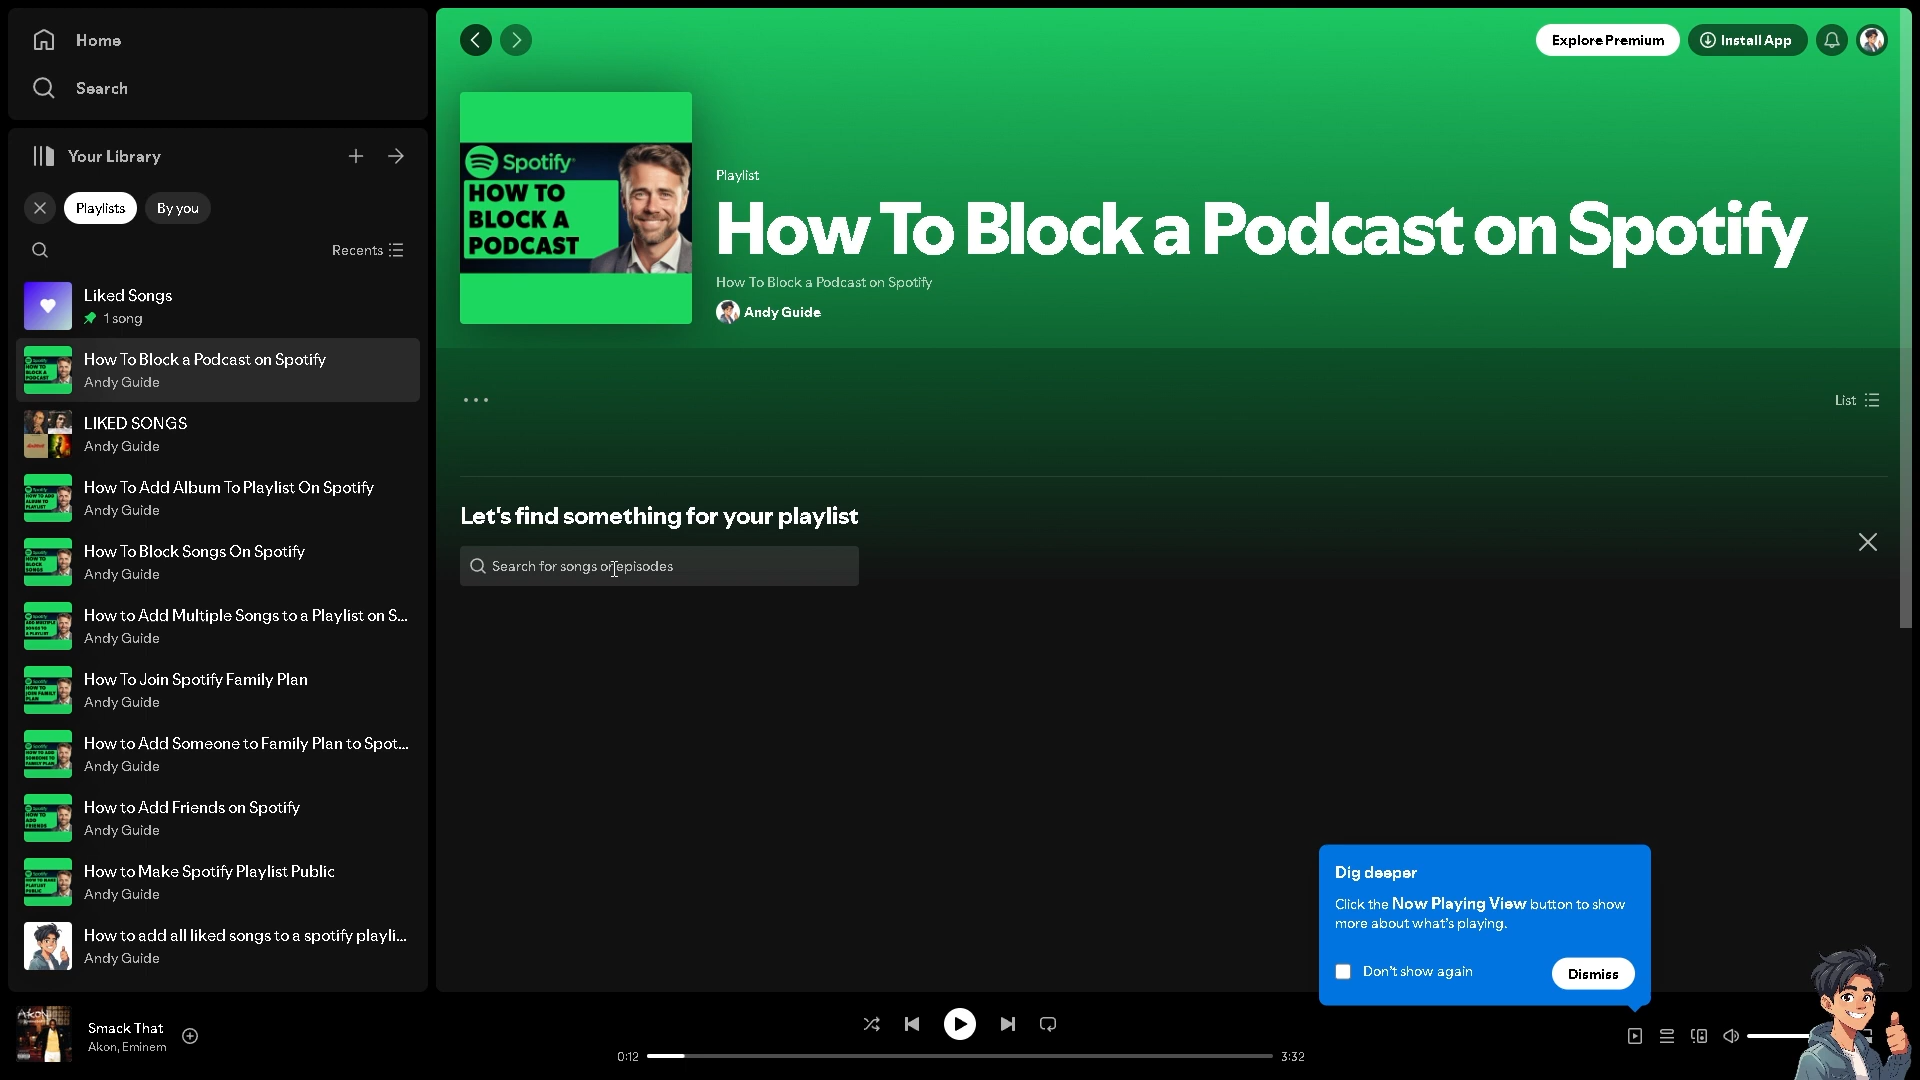 Home
Search
Your Library
Playlists
By you
Recents
Liked Songs
1 song
How To Block a Podcast on Spotify
Andy Guide
LIKED SONGS
Andy Guide
How To Add Album To Playlist On Spotify
Andy Guide
How To Block Songs On Spotify
Andy Guide
How to Add Multiple Songs to a Playlist on S...
Andy Guide
How To Join Spotify Family Plan
Andy Guide
How to Add Someone to Family Plan to Spot...
Andy Guide
How to Add Friends on Spotify
Andy Guide
How to Make Spotify Playlist Public
Andy Guide
How to add all liked songs to a spotify playli...
Andy Guide
Explore Premium
Install App
Spotify
HOW TO
BLOCK A
PODCAST
Playlist
How To Block a Podcast on Spotify
How To Block a Podcast on Spotify
Andy Guide
List
Let's find something for your playlist
Search for songs or episodes
Dig deeper
Click the Now Playing View button to show
more about what's playing.
Don't show again
Dismiss
Smack That
Akon, Eminem
0:12
3:32